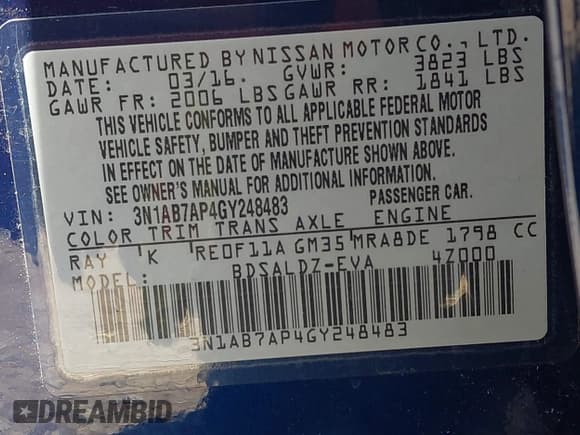 MANUFACTURED BY NISSAN MOTOR CO., LTD.
DATE: 03/16. GVWR: 3823 LBS
GAWR FR: 2006 LBS GAWR RR: 1841 LBS
THIS VEHICLE CONFORMS TO ALL APPLICABLE FEDERAL MOTOR
VEHICLE SAFETY, BUMPER AND THEFT PREVENTION STANDARDS
IN EFFECT ON THE DATE OF MANUFACTURE SHOWN ABOVE.
SEE OWNER'S MANUAL FOR ADDITIONAL INFORMATION.
VIN: 3N1AB7AP4GY248483 PASSENGER CAR.
COLOR TRIM TRANS AXLE ENGINE
RAY K RE0F11A GM35 MRA8DE 1798 CC
MODEL: BDSALDZ-EVA 4Z000
3N1AB7AP4GY248483
DREAMBID